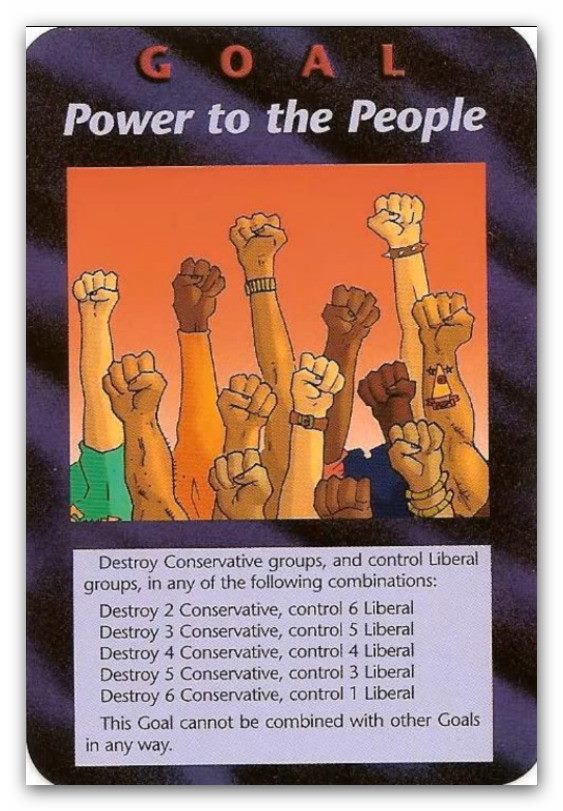 GOAL
Power to the People
Destroy Conservative groups, and control Liberal
groups, in any of the following combinations:
Destroy 2 Conservative, control 6 Liberal
Destroy 3 Conservative, control 5 Liberal
Destroy 4 Conservative, control 4 Liberal
Destroy 5 Conservative, control 3 Liberal
Destroy 6 Conservative, control 1 Liberal
This Goal cannot be combined with other Goals
in any way.